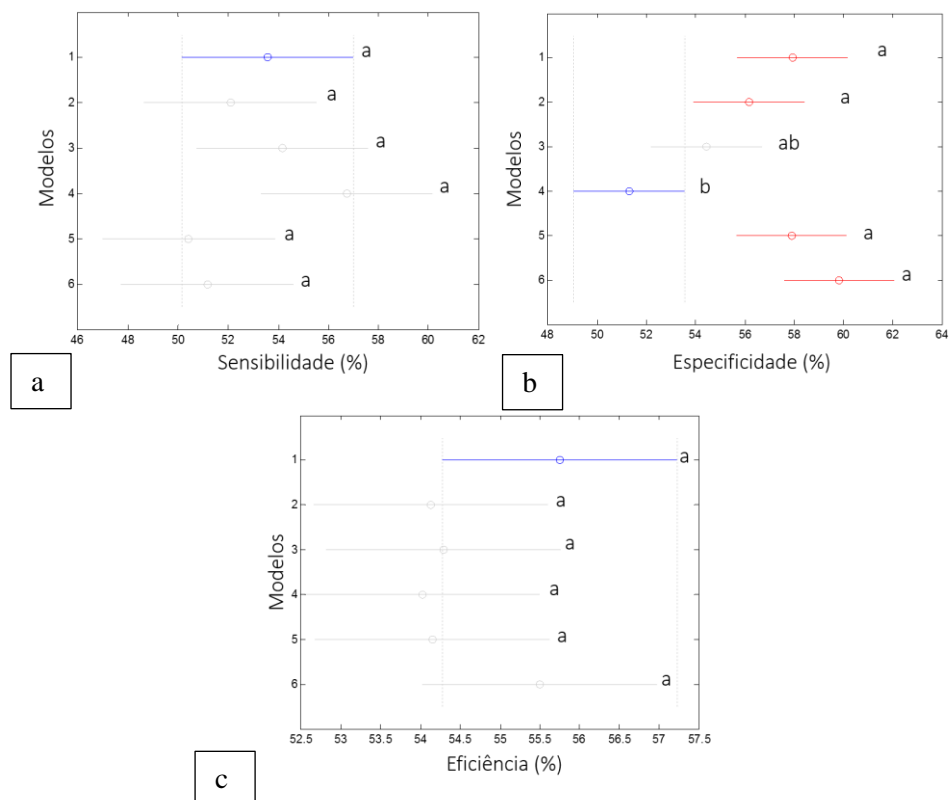 1
a
2
a
3
a
4
a
5
a
6
a
Modelos
46 48 50 52 54 56 58 60 62
Sensibilidade (%)
a
1
a
2
a
3
ab
4
b
5
a
6
a
Modelos
48 50 52 54 56 58 60 62 64
Especificidade (%)
b
1
a
2
a
3
a
4
a
5
a
6
a
Modelos
52.5 53 53.5 54 54.5 55 55.5 56 56.5 57 57.5
Eficiência (%)
c